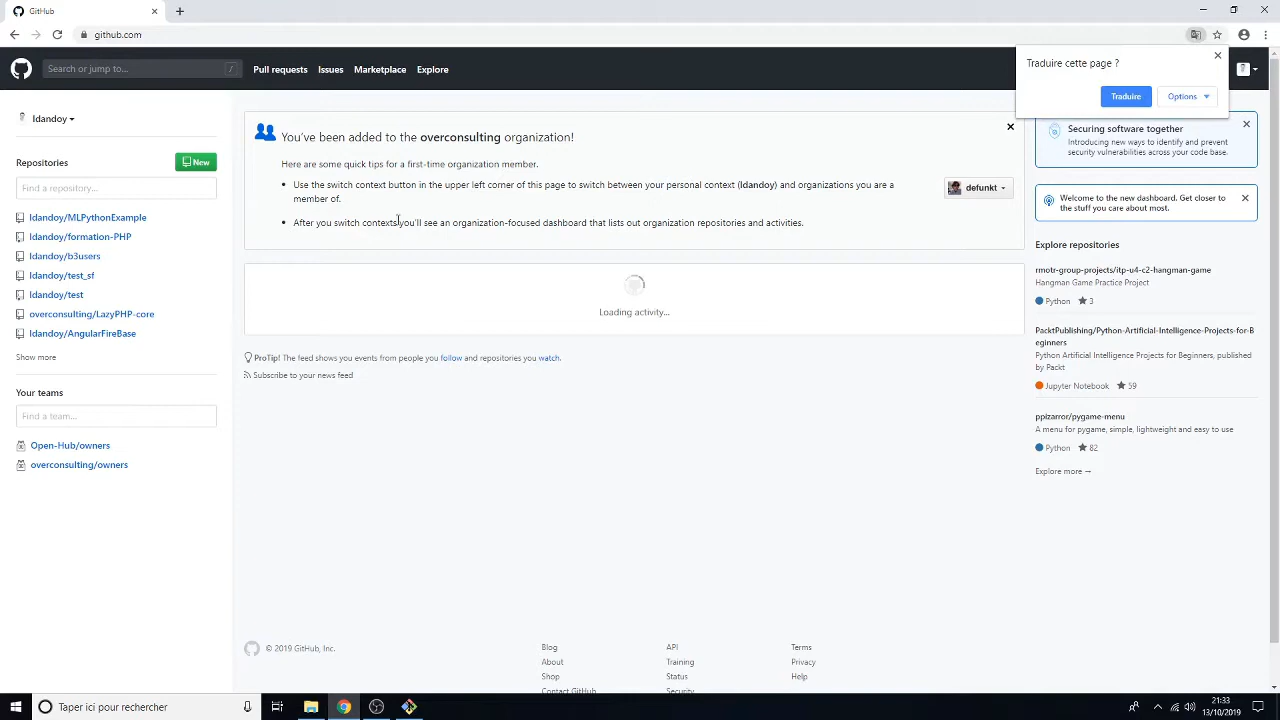 GitHub
github.com
Search or jump to...
/
Pull requests
Issues
Marketplace
Explore
Traduire cette page ?
Traduire
Options
ldandoy
Repositories
New
Find a repository...
ldandoy/MLPythonExample
ldandoy/formation-PHP
ldandoy/b3users
ldandoy/test_sf
ldandoy/test
overconsulting/LazyPHP-core
ldandoy/AngularFireBase
Show more
Your teams
Find a team...
Open-Hub/owners
overconsulting/owners
You've been added to the overconsulting organization!
Here are some quick tips for a first-time organization member.
Use the switch context button in the upper left corner of this page to switch between your personal context (ldandoy) and organizations you are a
member of.
After you switch contexts you'll see an organization-focused dashboard that lists out organization repositories and activities.
defunkt
Loading activity...
ProTip! The feed shows you events from people you follow and repositories you watch.
Subscribe to your news feed
Securing software together
Introducing new ways to identify and prevent
security vulnerabilities across your code base.
Welcome to the new dashboard. Get closer to
the stuff you care about most.
Explore repositories
rmotr-group-projects/itp-u4-c2-hangman-game
Hangman Game Practice Project
Python 3
PacktPublishing/Python-Artificial-Intelligence-Projects-for-B
eginners
Python Artificial Intelligence Projects for Beginners, published
by Packt
Jupyter Notebook 59
ppizarror/pygame-menu
A menu for pygame, simple, lightweight and easy to use
Python 82
Explore more →
© 2019 GitHub, Inc.
Blog
About
Shop
Contact GitHub
API
Training
Status
Security
Terms
Privacy
Help
Taper ici pour rechercher
21:33
13/10/2019